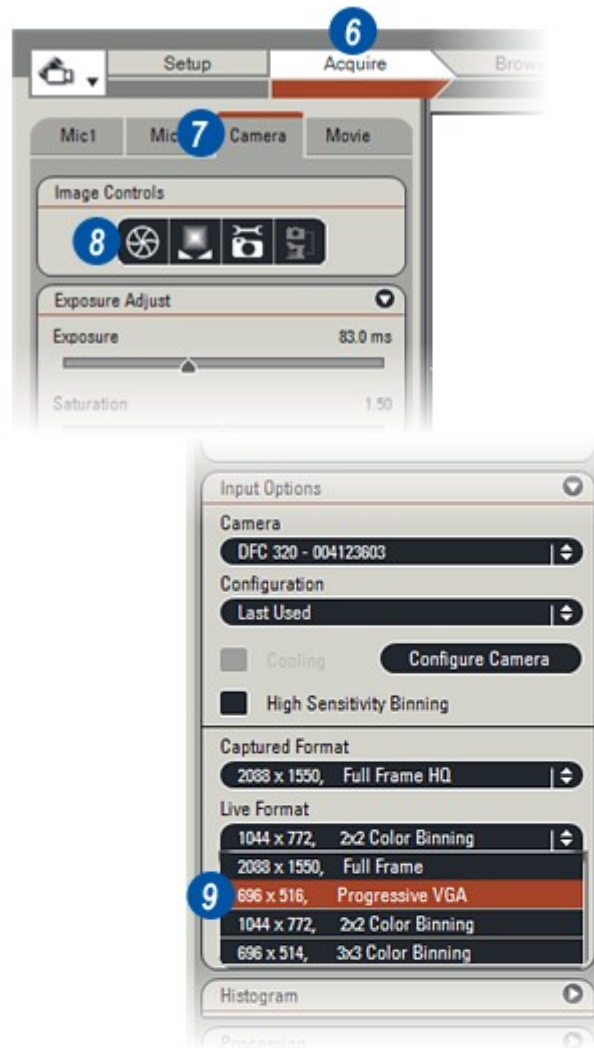 6
Setup Acquire Brow
7
Mic1 Mic Camera Movie
Image Controls
8
Exposure Adjust
Exposure 83.0 ms
Saturation 1.50
Input Options
Camera
DFC 320 - 004123603
Configuration
Last Used
Cooling Configure Camera
High Sensitivity Binning
Captured Format
2088 x 1550, Full Frame HQ
Live Format
1044 x 772, 2x2 Color Binning
2088 x 1550, Full Frame
9 696 x 516, Progressive VGA
1044 x 772, 2x2 Color Binning
696 x 514, 3x3 Color Binning
Histogram
Processing